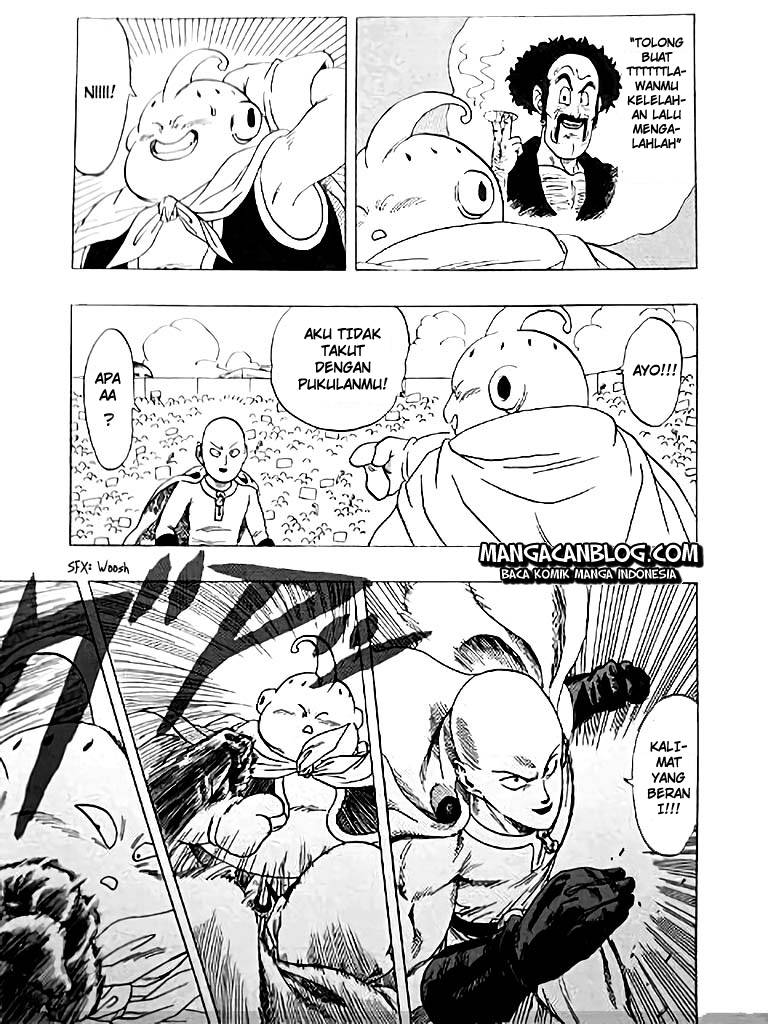 "TOLONG
BUAT
TTTTTTLA-
WANMU
KELELAH-
AN LALU
MENGA-
LAHLAH"
NIIII!
AYO!!!
AKU TIDAK
TAKUT
DENGAN
PUKULANMU!
APA
AA
?
MANGACANBLOG.COM
BACA KOMIK MANGA INDONESIA
SFX: Woosh
KALI-
MAT
YANG
BERAN
I!!!